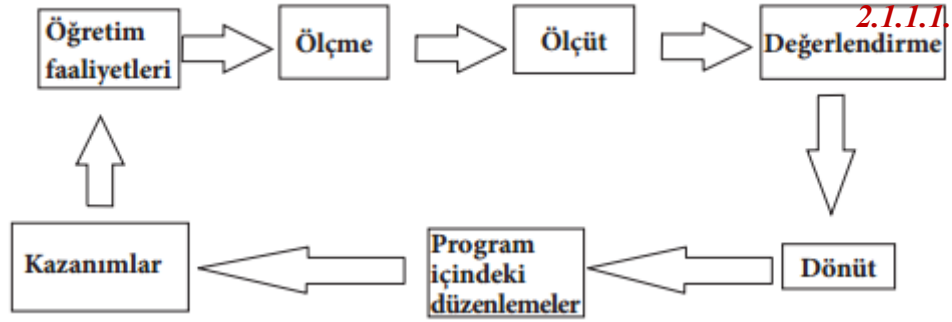 2.1.1.1.
Öğretim
faaliyetleri
Ölçme
Ölçüt
Değerlendirme
Kazanımlar
Program
içindeki
düzenlemeler
Dönüt